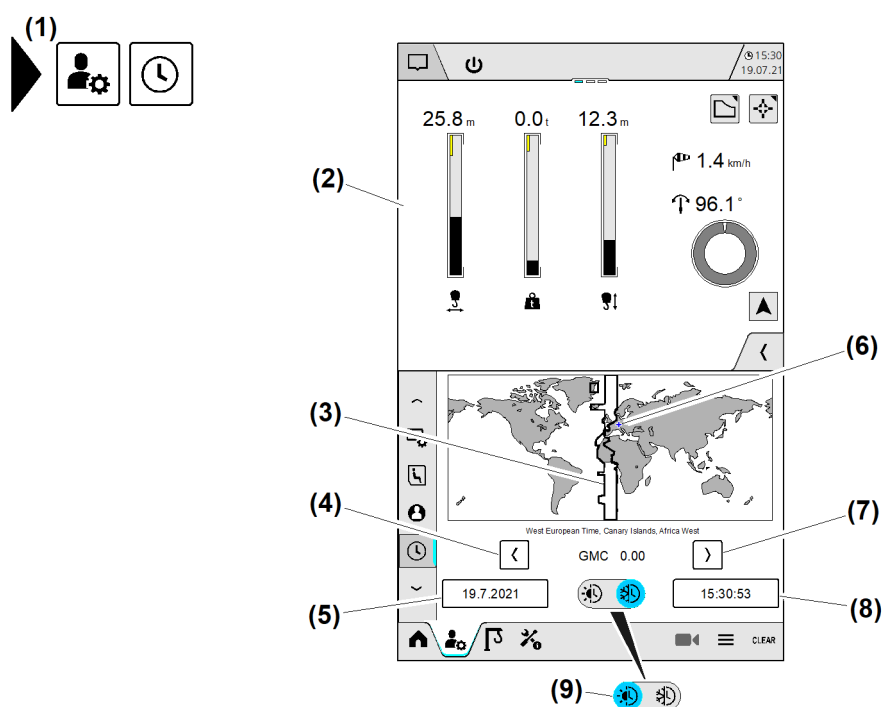 (1)
15:30
19.07.21
25.8 m
0.0 t
12.3 m
(2)
1.4 km/h
96.1°
t
(6)
(3)
(4)
(7)
West European Time, Canary Islands, Africa West
GMC 0.00
(5)
19.7.2021
15:30:53
(8)
CLEAR
(9)